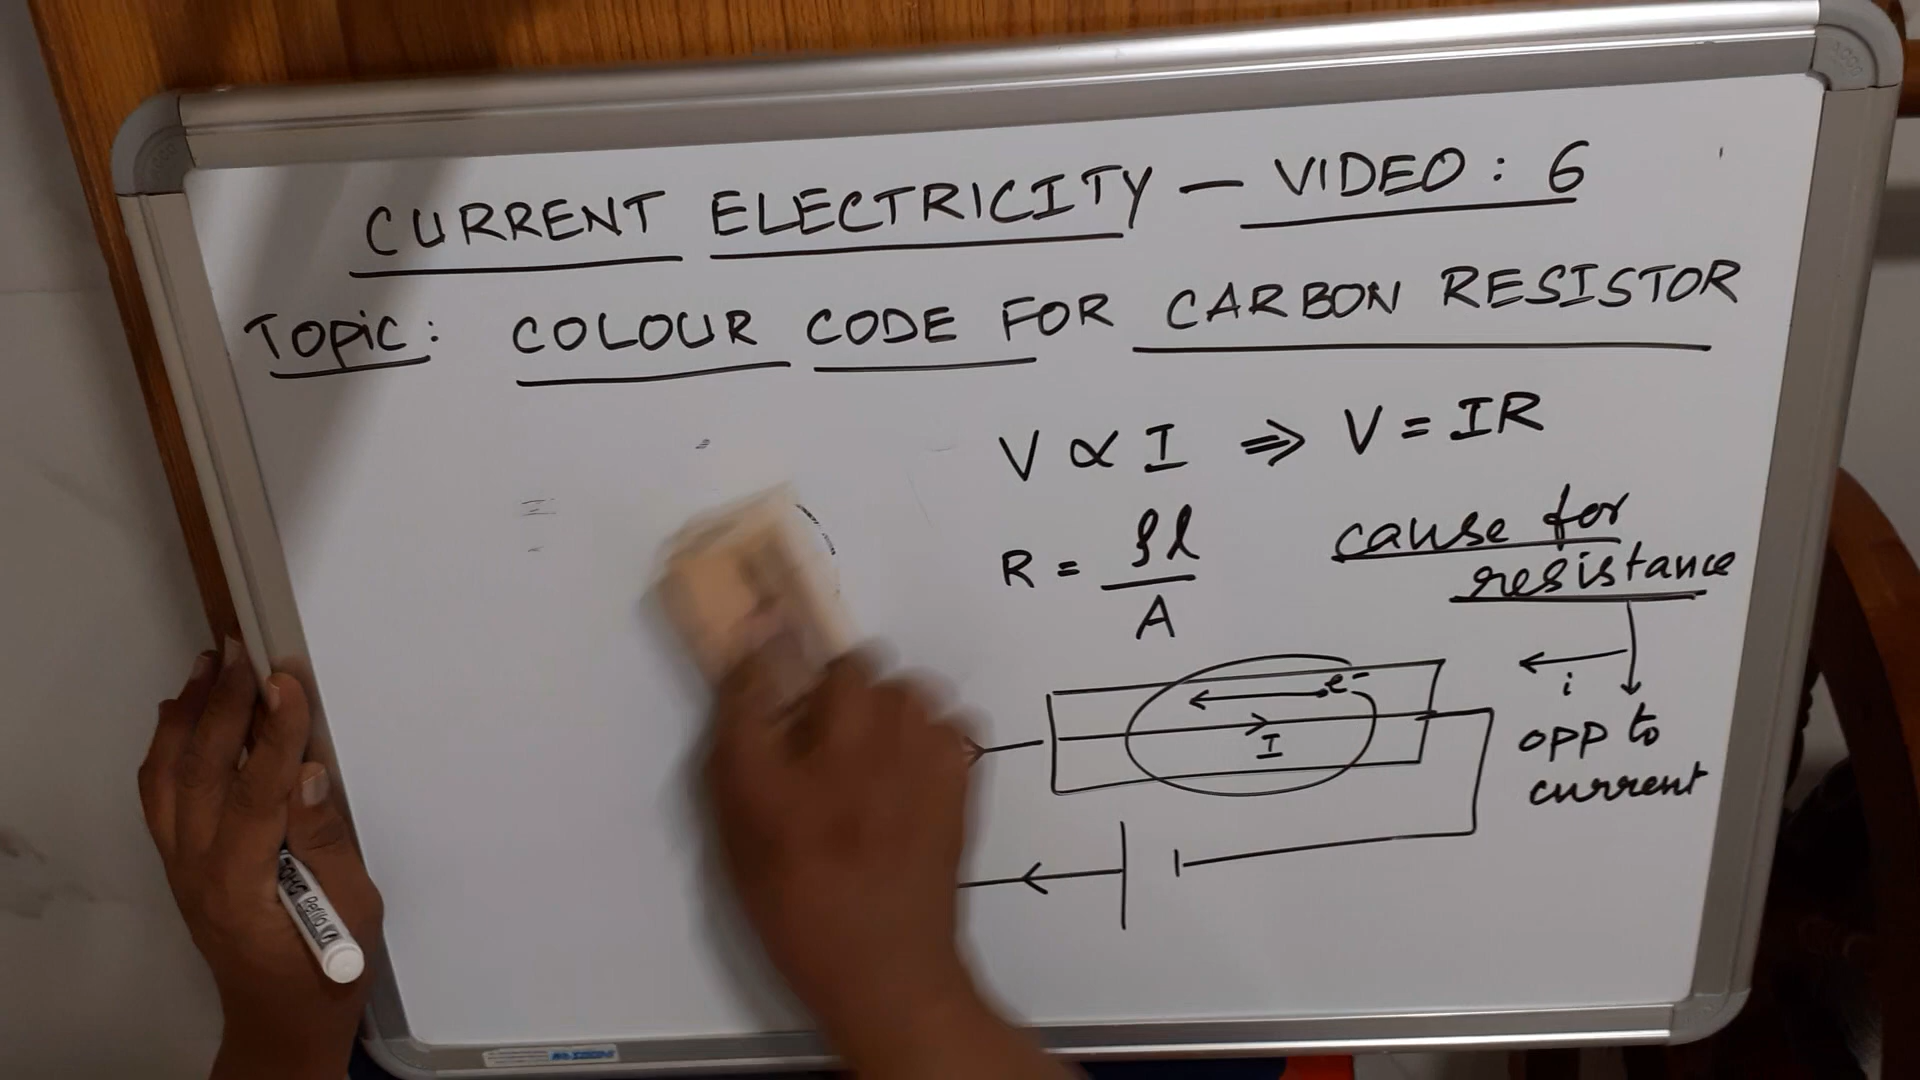 CURRENT ELECTRICITY — VIDEO: 6
Topic: COLOUR CODE FOR CARBON RESISTOR
V ∝ I ⇒ V = IR
R = ρl/A
cause for
resistance
e⁻
i
I
opp to
current